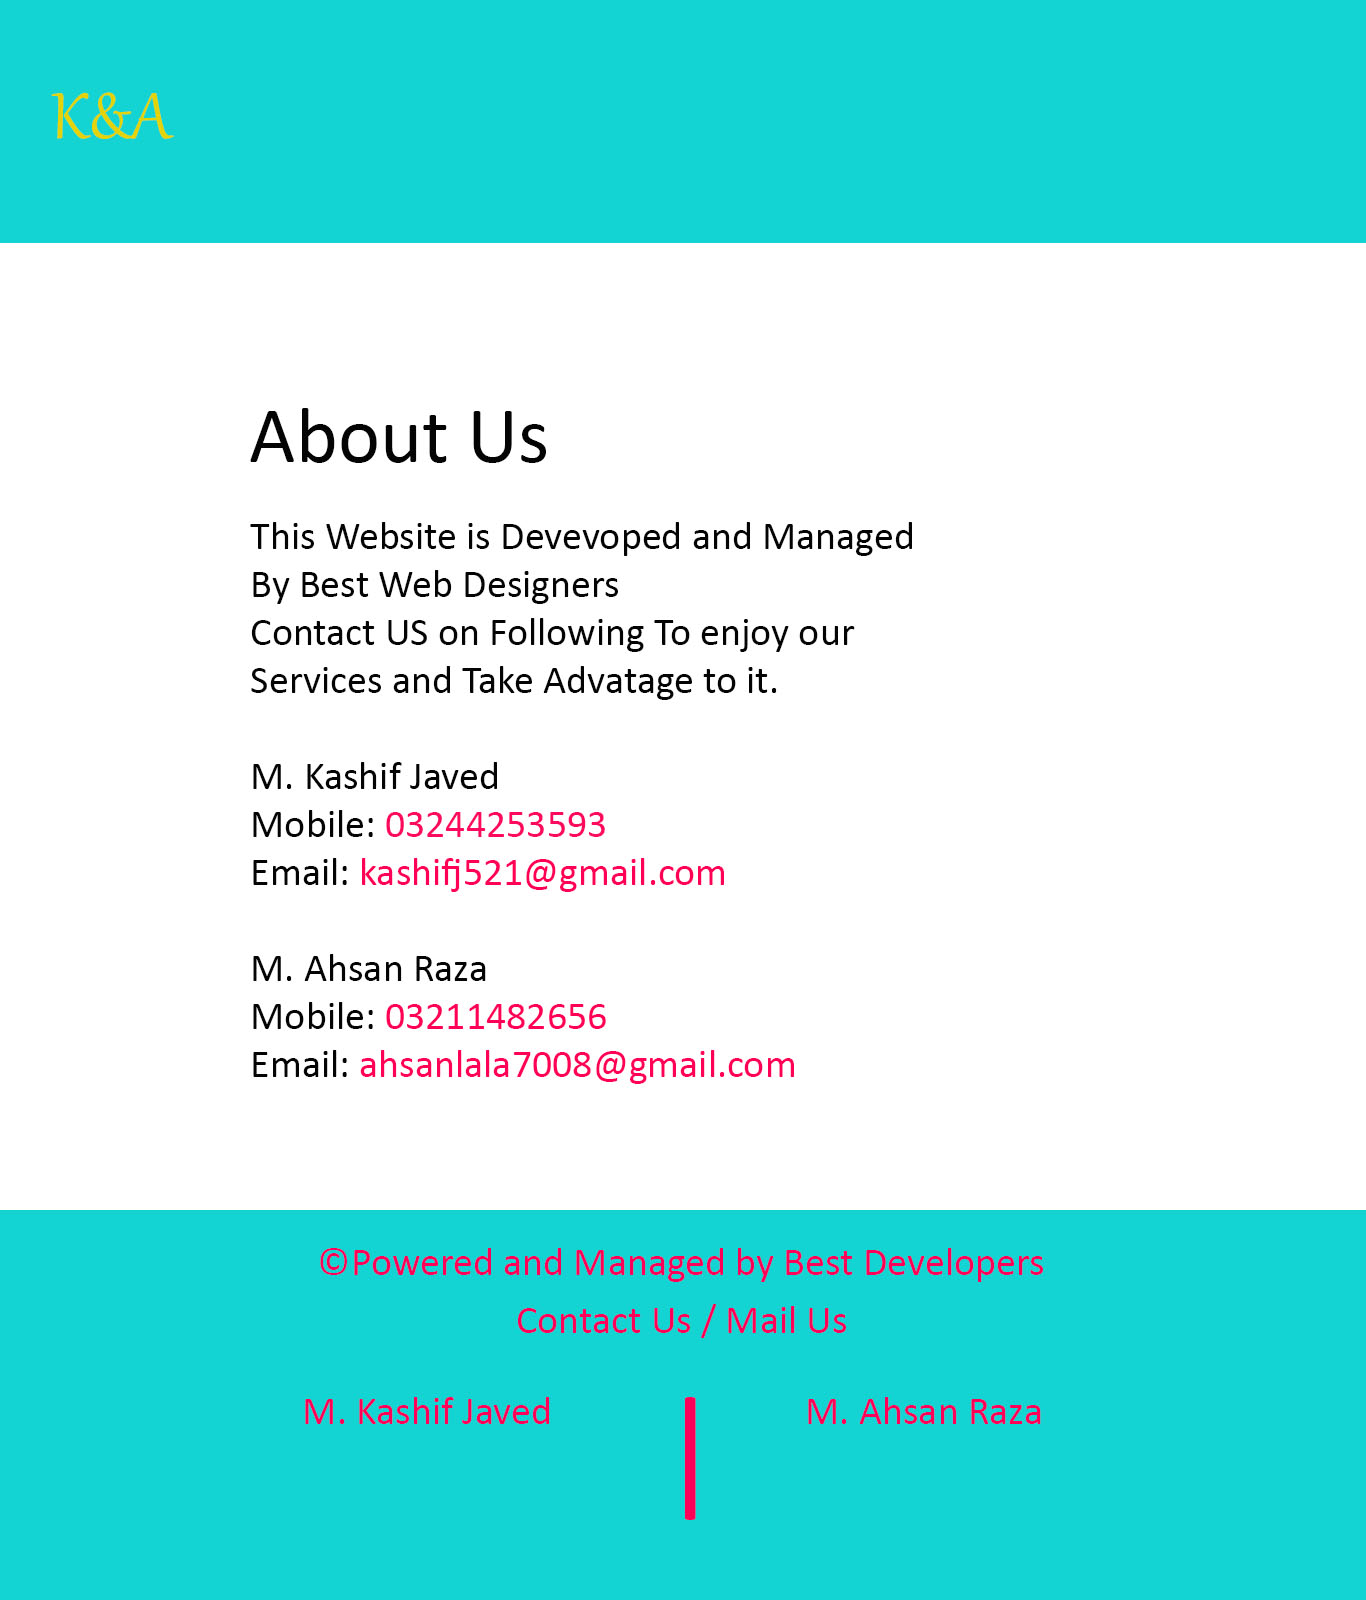 K&A
About Us
This Website is Devevoped and Managed
By Best Web Designers
Contact US on Following To enjoy our
Services and Take Advatage to it.
M. Kashif Javed
Mobile: 03244253593
Email: kashifj521@gmail.com
M. Ahsan Raza
Mobile: 03211482656
Email: ahsanlala7008@gmail.com
©Powered and Managed by Best Developers
Contact Us / Mail Us
M. Kashif Javed
M. Ahsan Raza